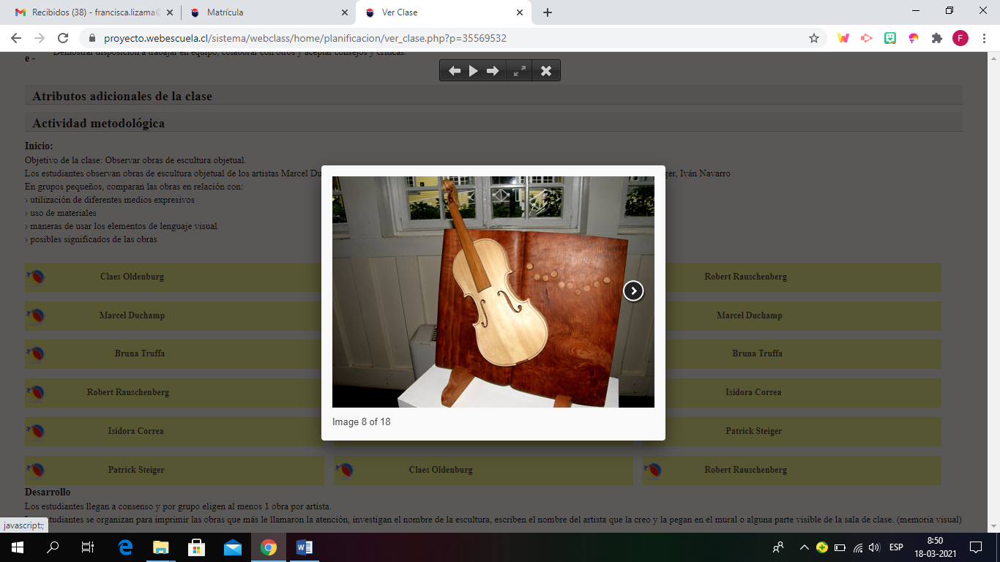 Recibidos (38) - francisca.lizama@
Matrícula
Ver Clase
proyecto.webescuela.cl/sistema/webclass/home/planificacion/ver_clase.php?p=35569532
F
e -
Demostrar disposición a trabajar en equipo, colaborar con otros y aceptar consejos y críticas.
Atributos adicionales de la clase
Actividad metodológica
Inicio:
Objetivo de la clase: Observar obras de escultura objetual.
Los estudiantes observan obras de escultura objetual de los artistas Marcel Du ger, Iván Navarro
En grupos pequeños, comparan las obras en relación con:
› utilización de diferentes medios expresivos
› uso de materiales
› maneras de usar los elementos de lenguaje visual
› posibles significados de las obras
Claes Oldenburg Robert Rauschenberg
Marcel Duchamp Marcel Duchamp
Bruna Truffa Bruna Truffa
Robert Rauschenberg Isidora Correa
Isidora Correa Patrick Steiger
Patrick Steiger Claes Oldenburg Robert Rauschenberg
Image 8 of 18
Desarrollo
Los estudiantes llegan a consenso y por grupo eligen al menos 1 obra por artista.
estudiantes se organizan para imprimir las obras que más le llamaron la atención, investigan el nombre de la escultura, escriben el nombre del artista que la creo y la pegan en el mural o alguna parte visible de la sala de clase. (memoria visual)
javascript:;
ESP
8:50
18-03-2021